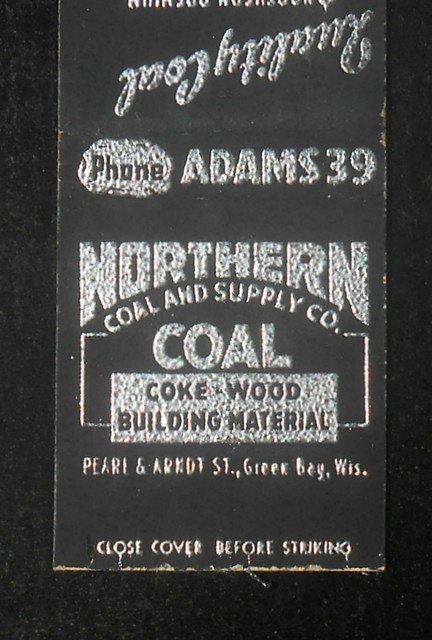 Quality Coal
Phone ADAMS 39
NORTHERN
COAL AND SUPPLY CO.
COAL
COKE - WOOD
BUILDING MATERIAL
PEARL & ARNDT ST., Green Bay, Wis.
CLOSE COVER BEFORE STRIKING